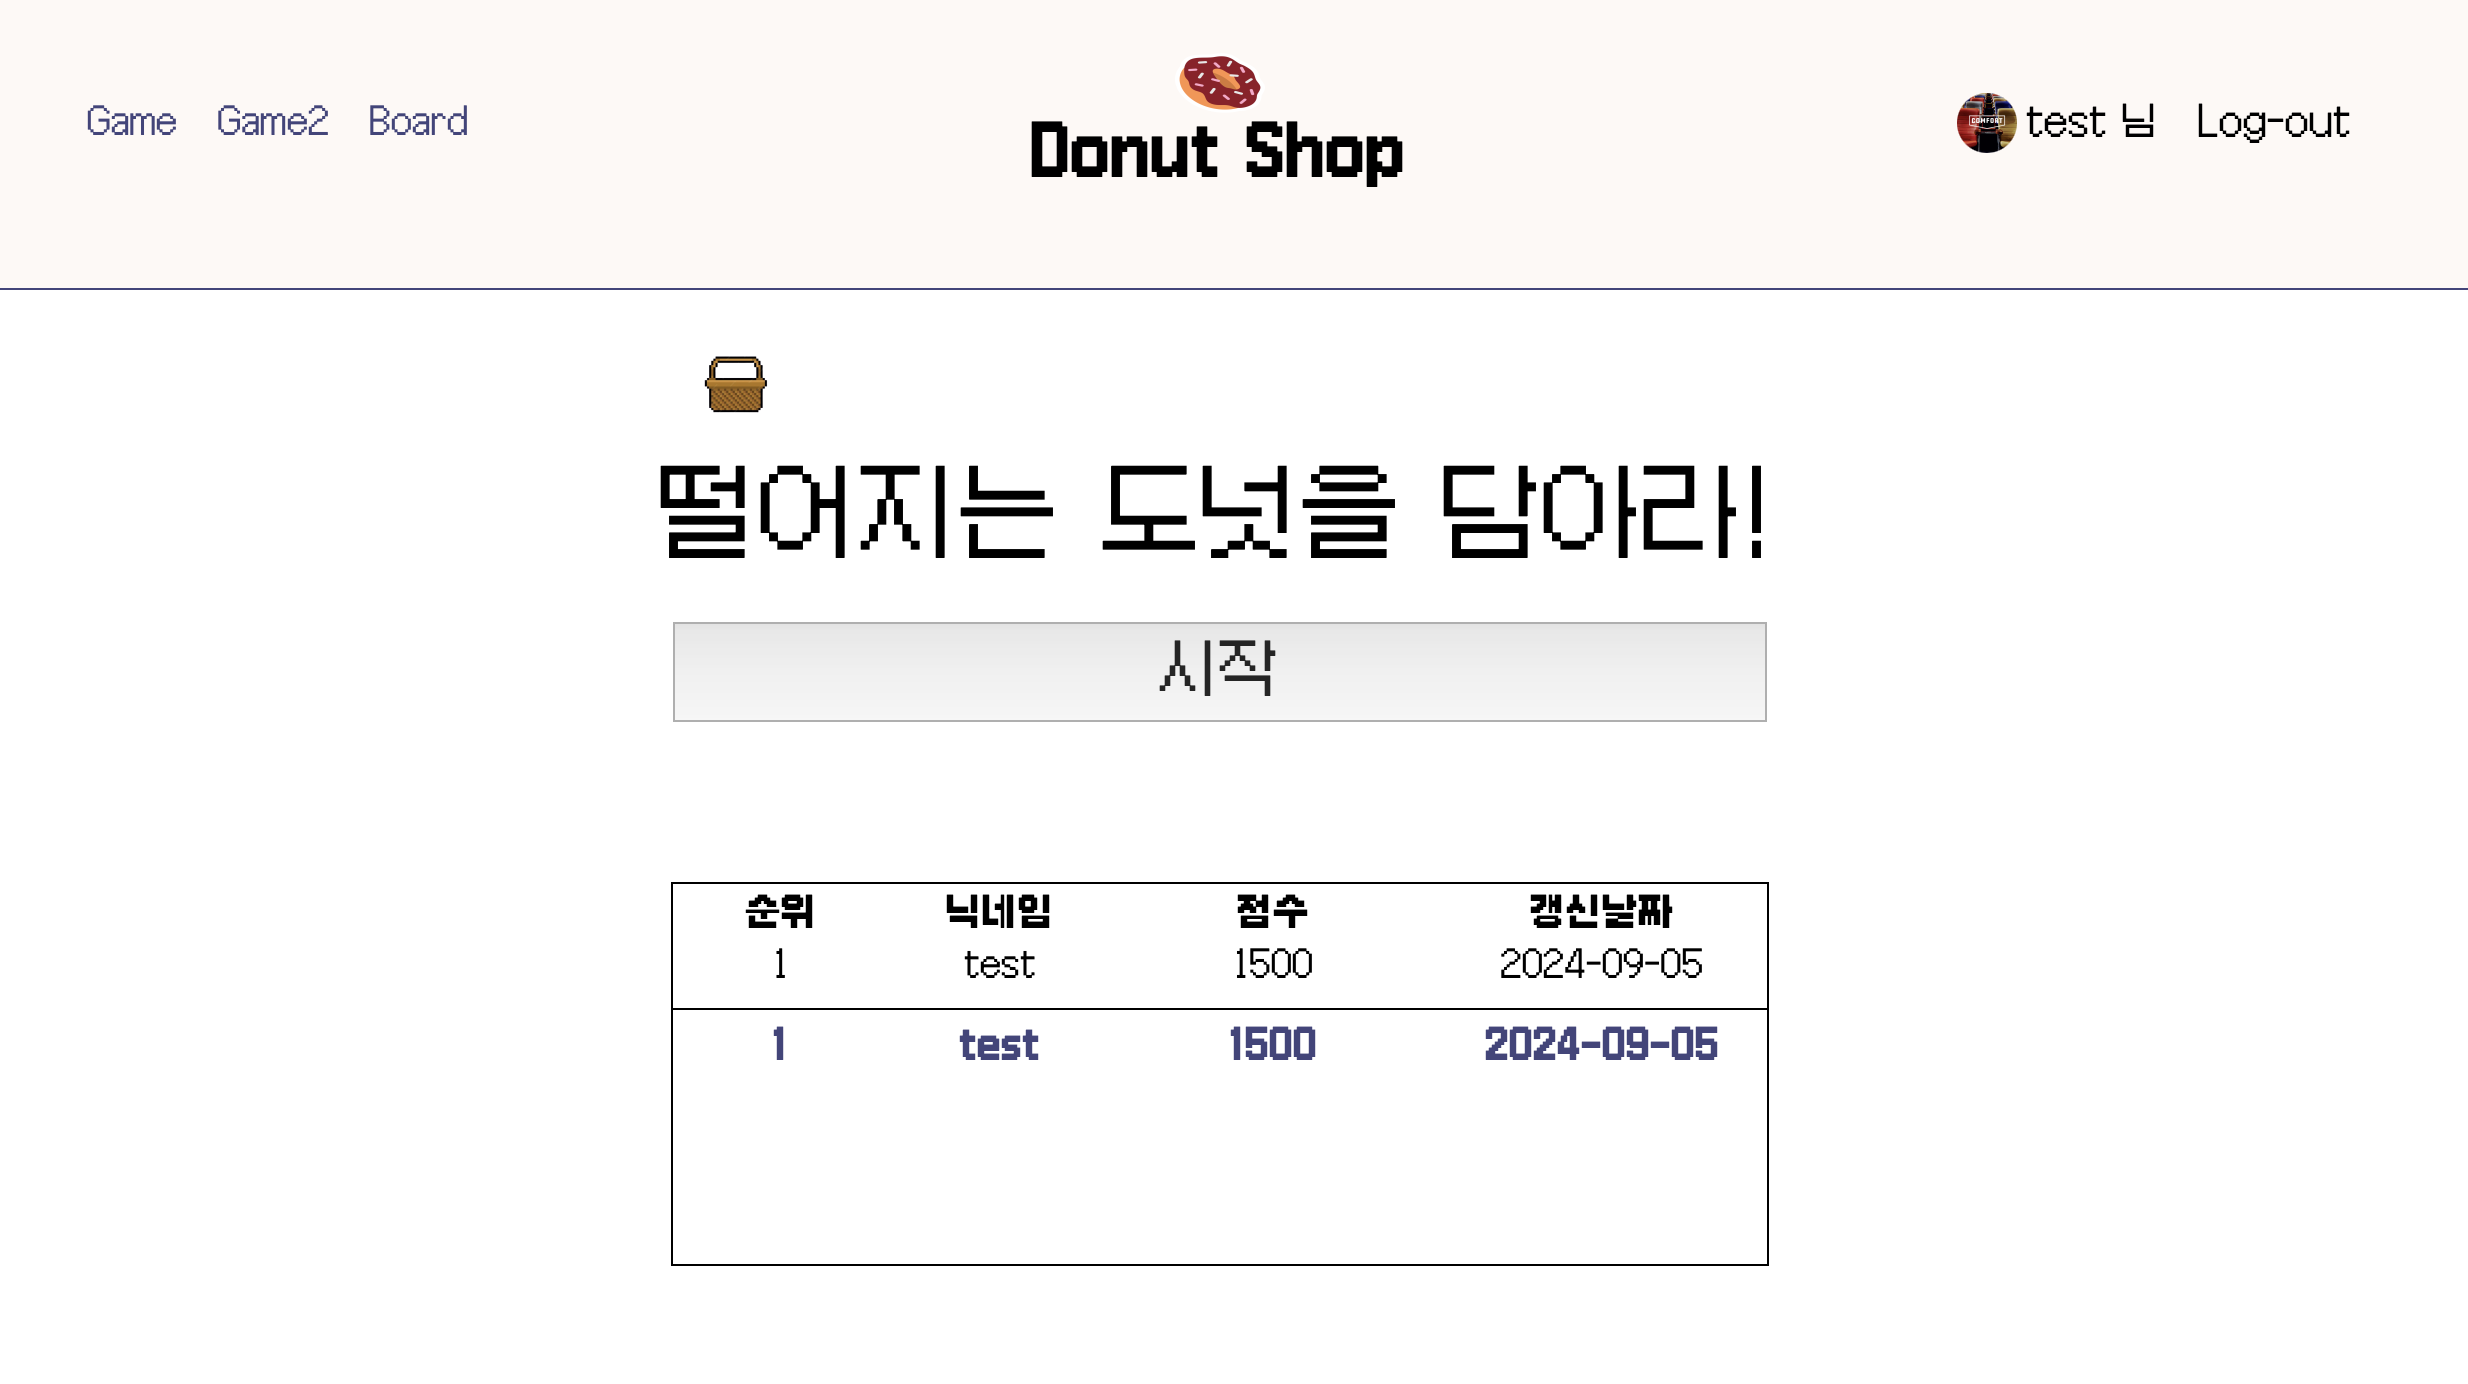 Game Game2 Board
Donut Shop
COMFORT
test 님 Log-out
떨어지는 도넛을 담아라!
시작
순위 닉네임 점수 갱신날짜
1 test 1500 2024-09-05
1 test 1500 2024-09-05